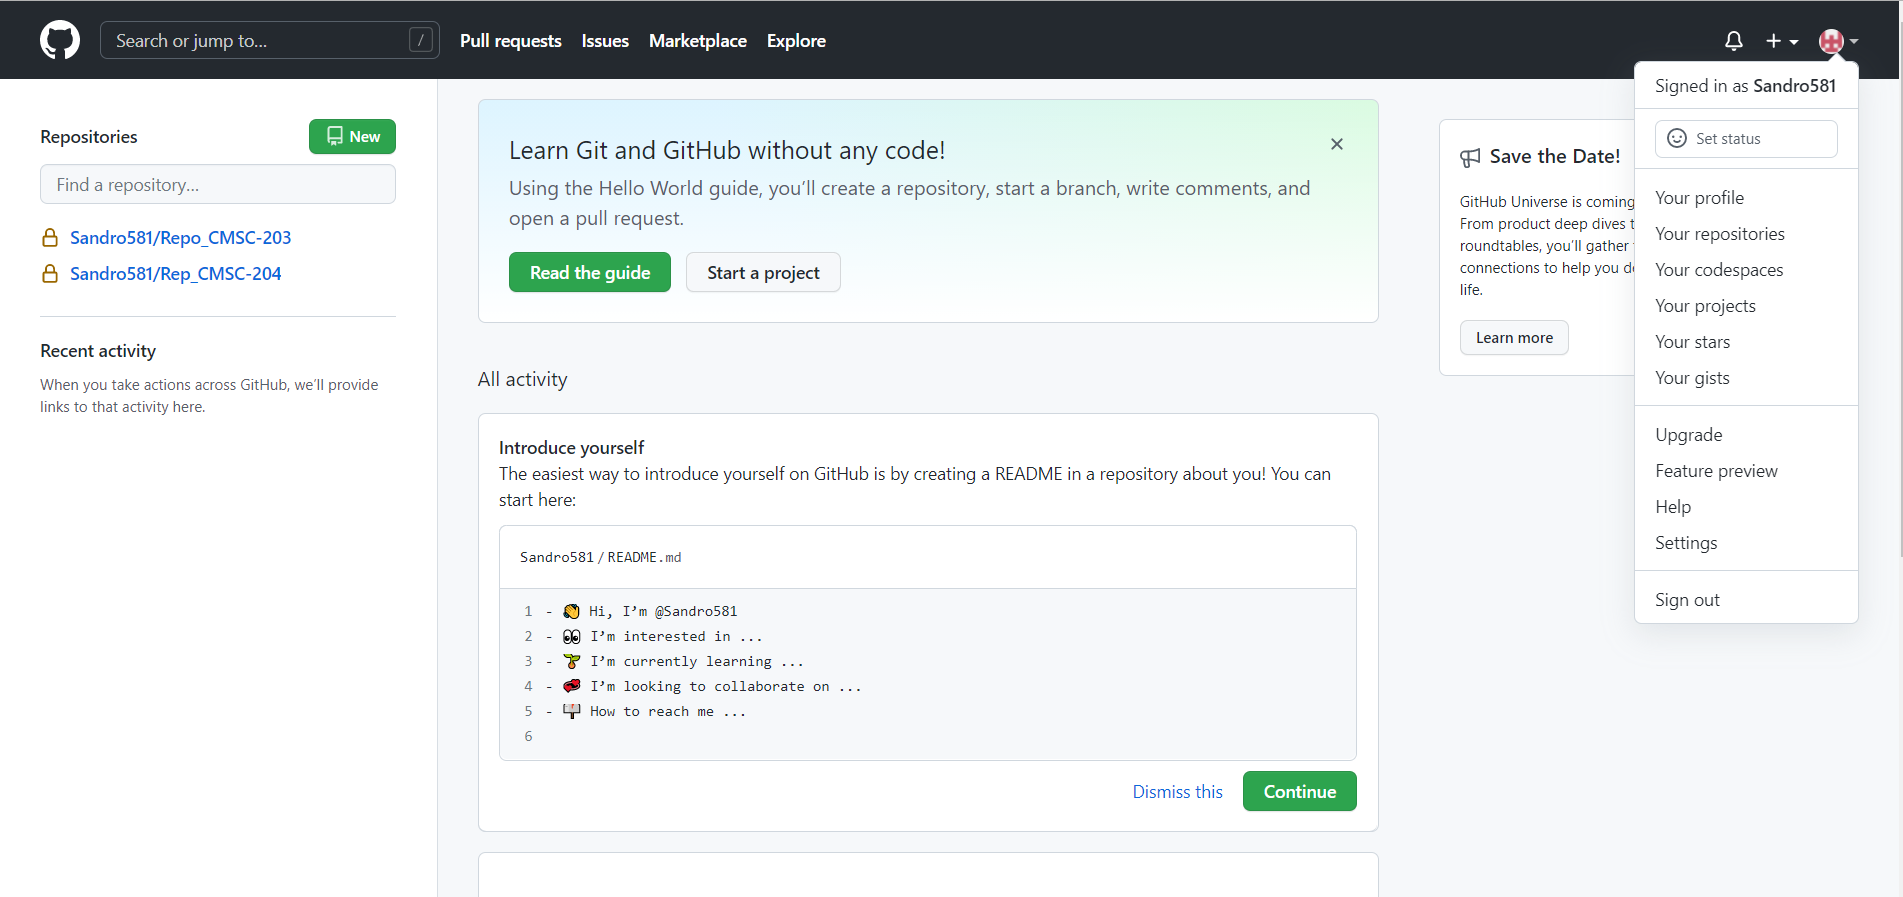 Search or jump to...
/
Pull requests
Issues
Marketplace
Explore
Repositories
New
Find a repository...
Sandro581/Repo_CMSC-203
Sandro581/Rep_CMSC-204
Recent activity
When you take actions across GitHub, we’ll provide
links to that activity here.
Learn Git and GitHub without any code!
Using the Hello World guide, you’ll create a repository, start a branch, write comments, and
open a pull request.
Read the guide
Start a project
All activity
Introduce yourself
The easiest way to introduce yourself on GitHub is by creating a README in a repository about you! You can
start here:
Sandro581 / README.md
1 - 👋 Hi, I’m @Sandro581
2 - 👀 I’m interested in ...
3 - 🌱 I’m currently learning ...
4 - 💞️ I’m looking to collaborate on ...
5 - 📫 How to reach me ...
6
Dismiss this
Continue
Save the Date!
GitHub Universe is coming
From product deep dives
roundtables, you’ll gather
connections to help you
life.
Learn more
Signed in as Sandro581
Set status
Your profile
Your repositories
Your codespaces
Your projects
Your stars
Your gists
Upgrade
Feature preview
Help
Settings
Sign out